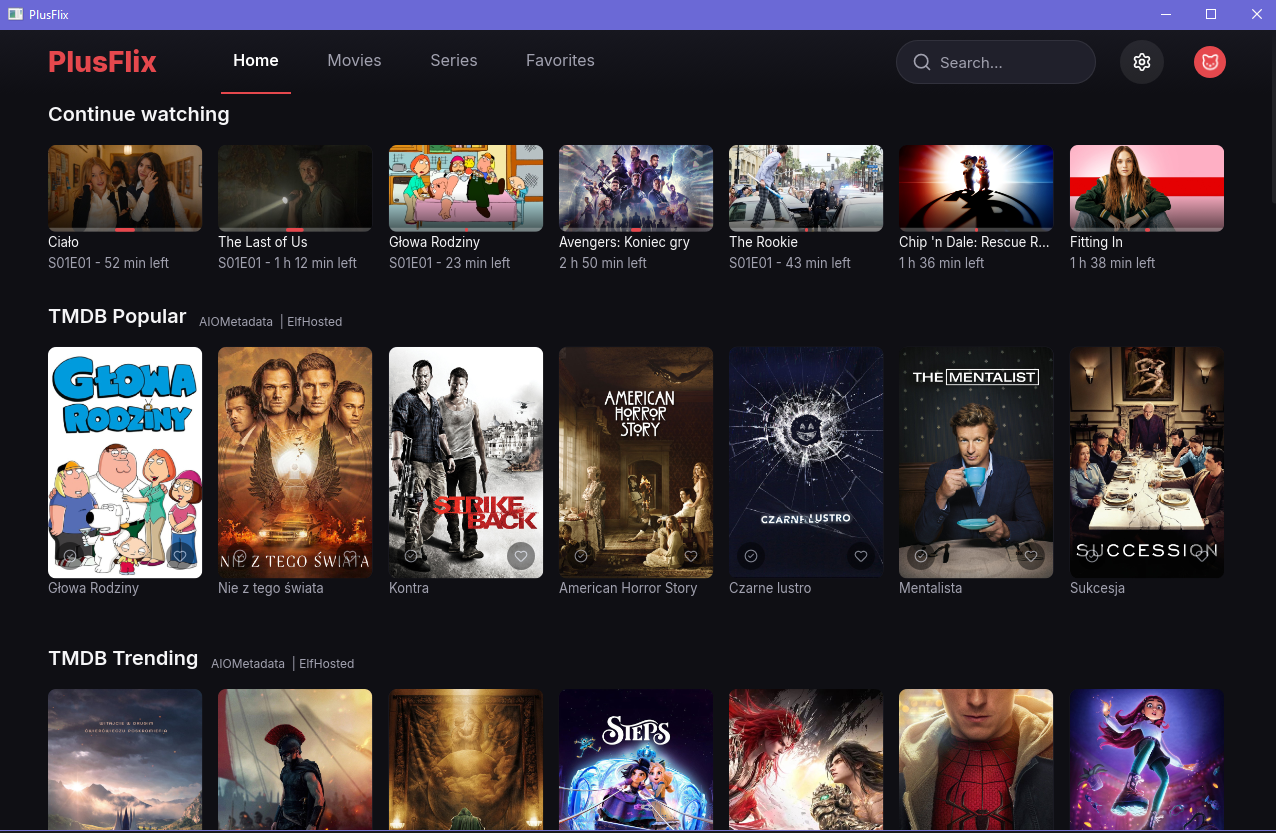 PlusFlix
PlusFlix
Home
Movies
Series
Favorites
Search...
Continue watching
Ciało
S01E01 - 52 min left
The Last of Us
S01E01 - 1 h 12 min left
Głowa Rodziny
S01E01 - 23 min left
Avengers: Koniec gry
2 h 50 min left
The Rookie
S01E01 - 43 min left
Chip 'n Dale: Rescue R...
1 h 36 min left
Fitting In
1 h 38 min left
TMDB Popular AIOMetadata | ElfHosted
GŁOWA
RODZINY
NIE Z TEGO ŚWIATA
STRIKE
BACK
AMERICAN
HORROR
STORY
CZARNE LUSTRO
THE MENTALIST
SUCCESSION
Głowa Rodziny
Nie z tego świata
Kontra
American Horror Story
Czarne lustro
Mentalista
Sukcesja
TMDB Trending AIOMetadata | ElfHosted
STEPS